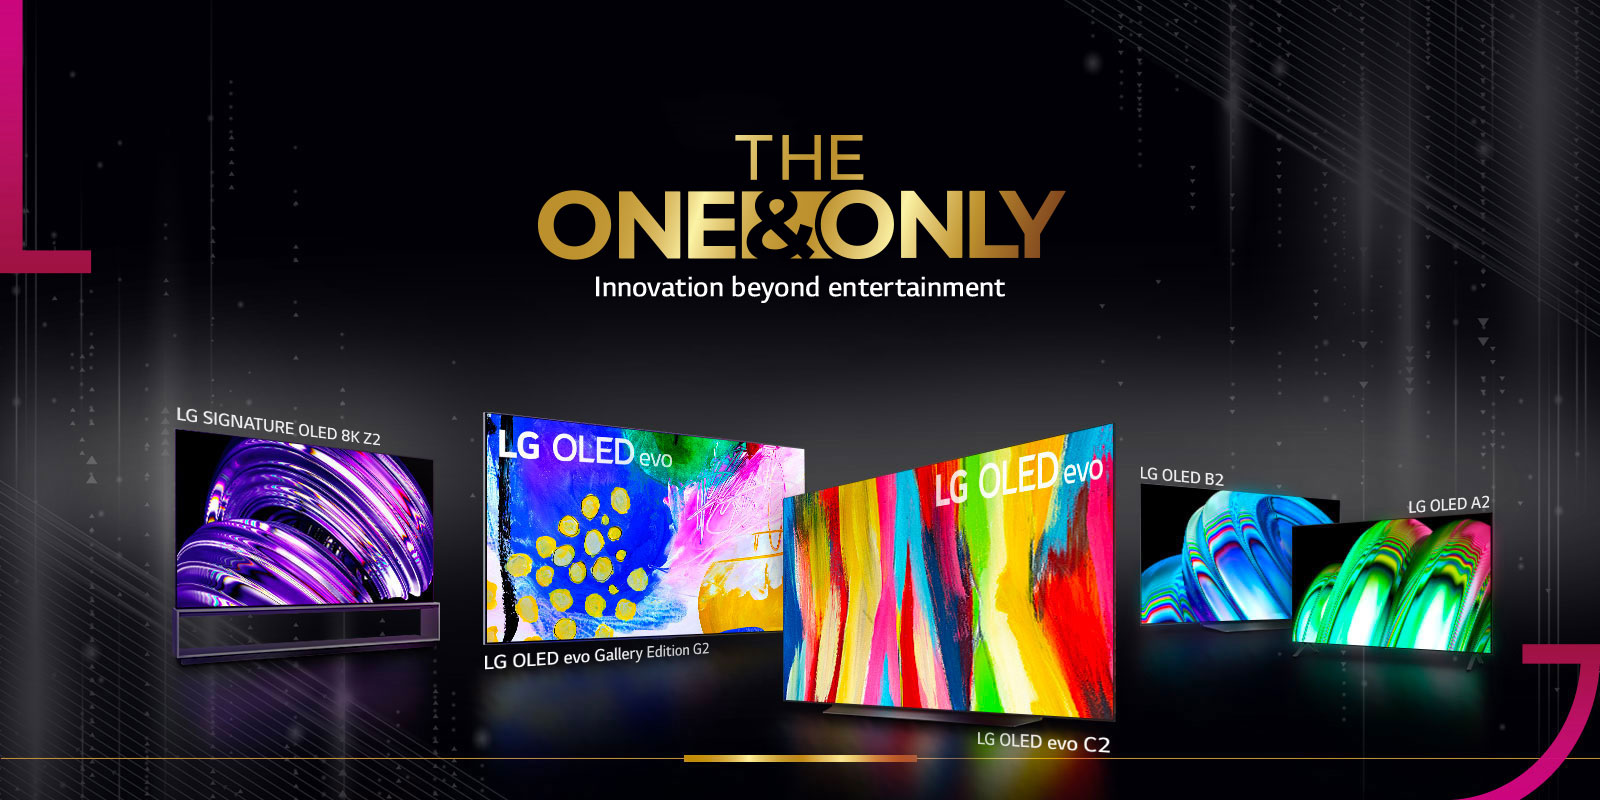 THE
ONE&ONLY
Innovation beyond entertainment
LG SIGNATURE OLED 8K Z2
LG OLED evo
LG OLED evo Gallery Edition G2
LG OLED evo
LG OLED evo C2
LG OLED B2
LG OLED A2